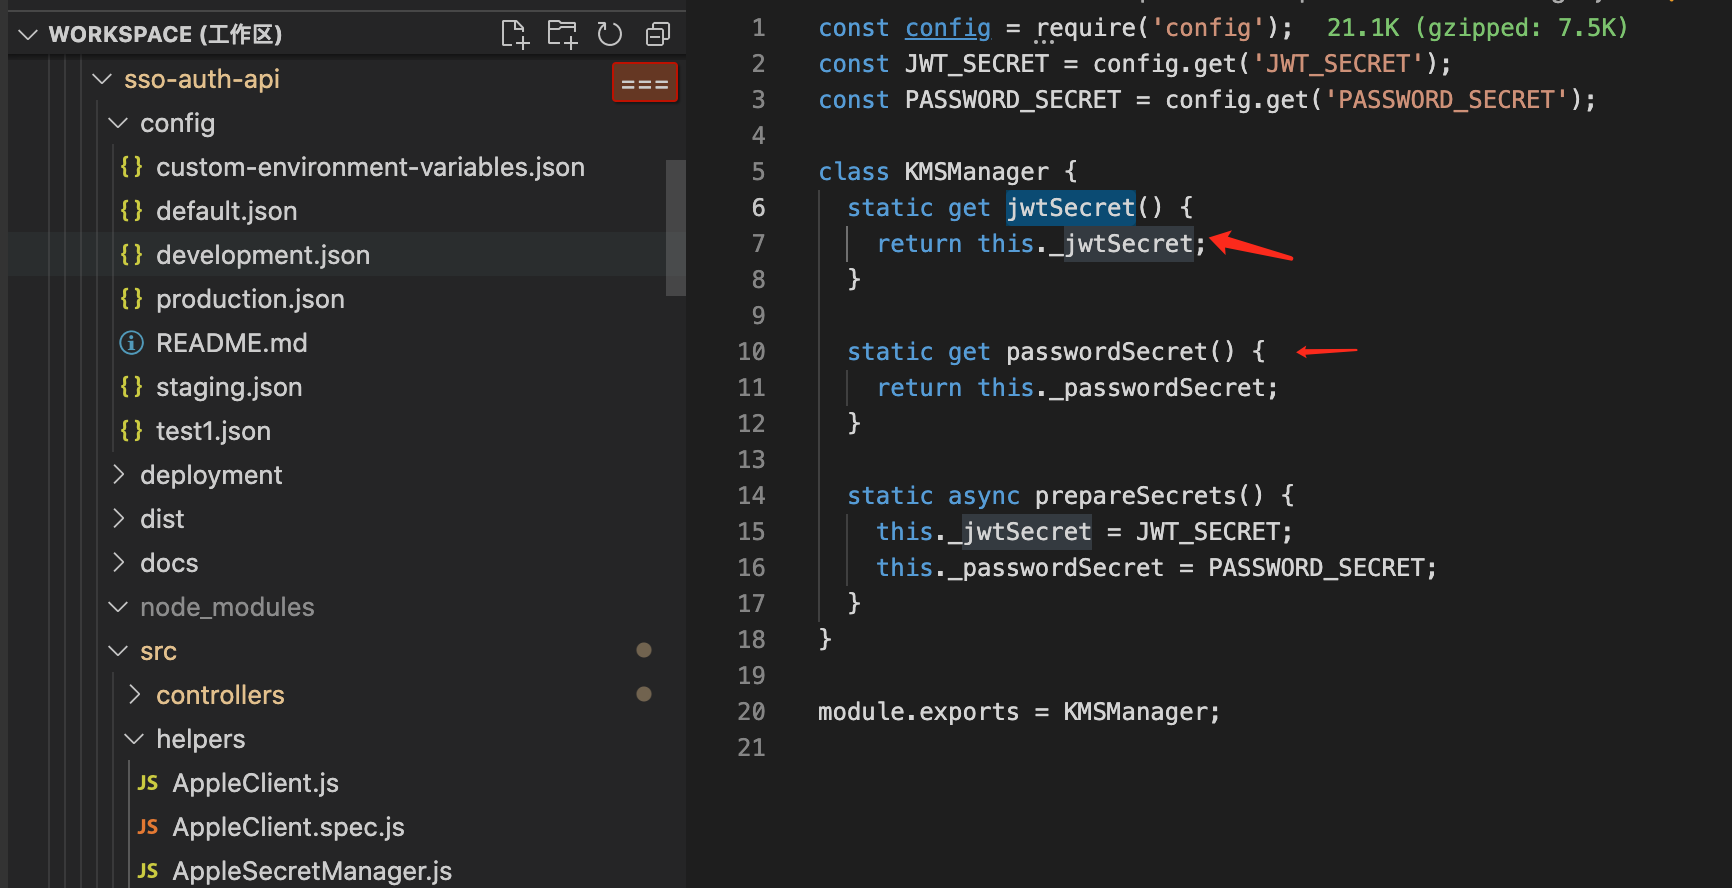 WORKSPACE (工作区)
sso-auth-api
===
config
{} custom-environment-variables.json
{} default.json
{} development.json
{} production.json
README.md
{} staging.json
{} test1.json
deployment
dist
docs
node_modules
src
controllers
helpers
JS AppleClient.js
JS AppleClient.spec.js
JS AppleSecretManager.js
1 const config = require('config'); 21.1K (gzipped: 7.5K)
2 const JWT_SECRET = config.get('JWT_SECRET');
3 const PASSWORD_SECRET = config.get('PASSWORD_SECRET');
4
5 class KMSManager {
6 static get jwtSecret() {
7 return this._jwtSecret;
8 }
9
10 static get passwordSecret() {
11 return this._passwordSecret;
12 }
13
14 static async prepareSecrets() {
15 this._jwtSecret = JWT_SECRET;
16 this._passwordSecret = PASSWORD_SECRET;
17 }
18 }
19
20 module.exports = KMSManager;
21